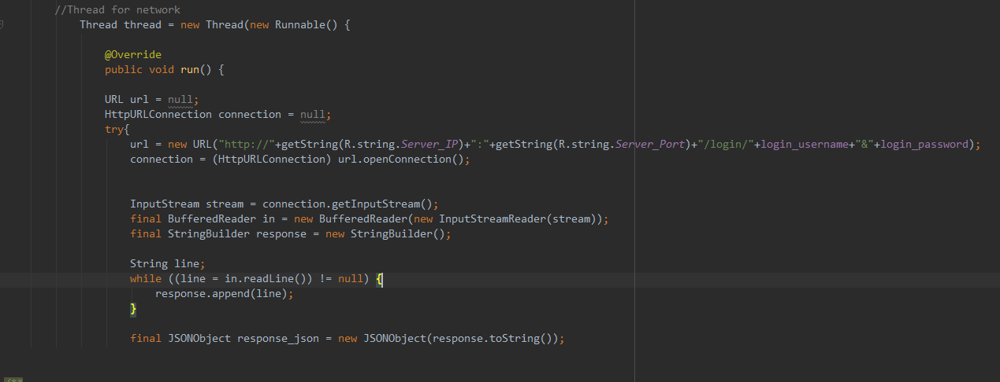 //Thread for network
Thread thread = new Thread(new Runnable() {
@Override
public void run() {
URL url = null;
HttpURLConnection connection = null;
try{
url = new URL("http://"+getString(R.string.Server_IP)+":"+getString(R.string.Server_Port)+"/login/"+login_username+"&"+login_password);
connection = (HttpURLConnection) url.openConnection();
InputStream stream = connection.getInputStream();
final BufferedReader in = new BufferedReader(new InputStreamReader(stream));
final StringBuilder response = new StringBuilder();
String line;
while ((line = in.readLine()) != null) {
response.append(line);
}
final JSONObject response_json = new JSONObject(response.toString());
/**